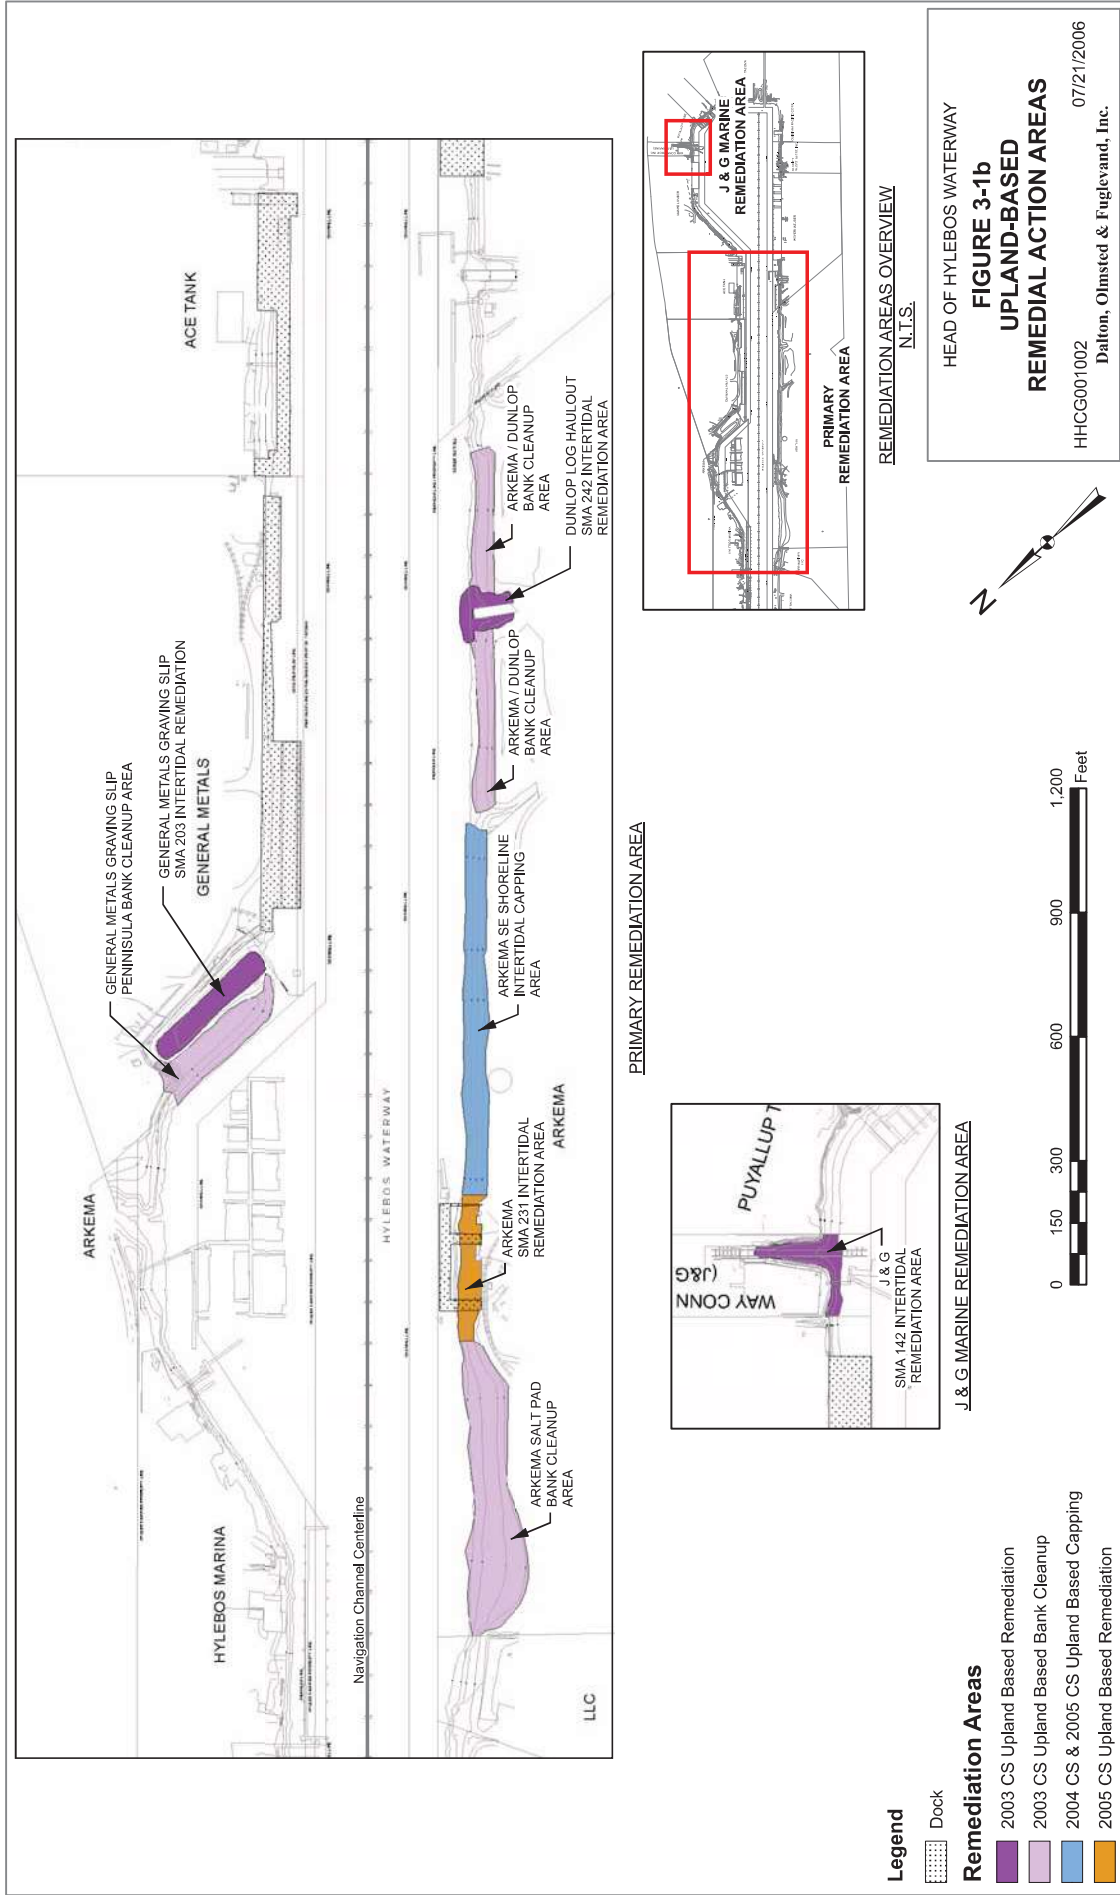 ACE TANK
GENERAL METALS GRAVING SLIP
PENINSULA BANK CLEANUP AREA
GENERAL METALS GRAVING SLIP
SMA 203 INTERTIDAL REMEDIATION
GENERAL METALS
ARKEMA
HYLEBOS MARINA
Navigation Channel Centerline
HYLEBOS WATERWAY
ARKEMA SALT PAD
BANK CLEANUP
AREA
ARKEMA
SMA 231 INTERTIDAL
REMEDIATION AREA
ARKEMA SE SHORELINE
INTERTIDAL CAPPING
AREA
ARKEMA / DUNLOP
BANK CLEANUP
AREA
ARKEMA / DUNLOP
BANK CLEANUP
AREA
DUNLOP LOG HAULOUT
SMA 242 INTERTIDAL
REMEDIATION AREA
ARKEMA
LLC
PRIMARY REMEDIATION AREA
WAY CONN
(J&G
PUYALLUP T
J & G
SMA 142 INTERTIDAL
REMEDIATION AREA
J & G MARINE REMEDIATION AREA
J & G MARINE
REMEDIATION AREA
PRIMARY
REMEDIATION AREA
REMEDIATION AREAS OVERVIEW
N.T.S.
Legend
Dock
Remediation Areas
2003 CS Upland Based Remediation
2003 CS Upland Based Bank Cleanup
2004 CS & 2005 CS Upland Based Capping
2005 CS Upland Based Remediation
0 150 300 600 900 1,200
Feet
N
HEAD OF HYLEBOS WATERWAY
FIGURE 3-1b
UPLAND-BASED
REMEDIAL ACTION AREAS
HHCG001002 07/21/2006
Dalton, Olmsted & Fuglevand, Inc.